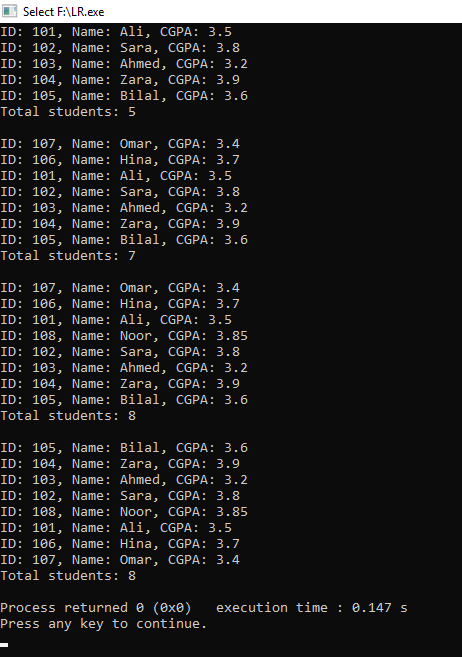 Select F:\LR.exe
ID: 101, Name: Ali, CGPA: 3.5
ID: 102, Name: Sara, CGPA: 3.8
ID: 103, Name: Ahmed, CGPA: 3.2
ID: 104, Name: Zara, CGPA: 3.9
ID: 105, Name: Bilal, CGPA: 3.6
Total students: 5

ID: 107, Name: Omar, CGPA: 3.4
ID: 106, Name: Hina, CGPA: 3.7
ID: 101, Name: Ali, CGPA: 3.5
ID: 102, Name: Sara, CGPA: 3.8
ID: 103, Name: Ahmed, CGPA: 3.2
ID: 104, Name: Zara, CGPA: 3.9
ID: 105, Name: Bilal, CGPA: 3.6
Total students: 7

ID: 107, Name: Omar, CGPA: 3.4
ID: 106, Name: Hina, CGPA: 3.7
ID: 101, Name: Ali, CGPA: 3.5
ID: 108, Name: Noor, CGPA: 3.85
ID: 102, Name: Sara, CGPA: 3.8
ID: 103, Name: Ahmed, CGPA: 3.2
ID: 104, Name: Zara, CGPA: 3.9
ID: 105, Name: Bilal, CGPA: 3.6
Total students: 8

ID: 105, Name: Bilal, CGPA: 3.6
ID: 104, Name: Zara, CGPA: 3.9
ID: 103, Name: Ahmed, CGPA: 3.2
ID: 102, Name: Sara, CGPA: 3.8
ID: 108, Name: Noor, CGPA: 3.85
ID: 101, Name: Ali, CGPA: 3.5
ID: 106, Name: Hina, CGPA: 3.7
ID: 107, Name: Omar, CGPA: 3.4
Total students: 8

Process returned 0 (0x0)   execution time : 0.147 s
Press any key to continue.